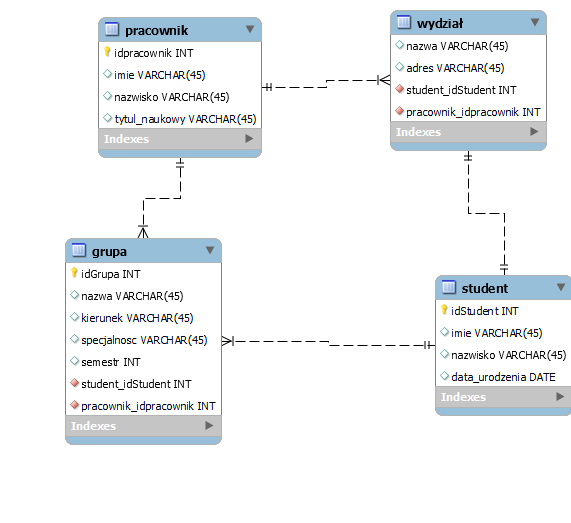 pracownik
idpracownik INT
imie VARCHAR(45)
nazwisko VARCHAR(45)
tytul_naukowy VARCHAR(45)
Indexes
wydział
nazwa VARCHAR(45)
adres VARCHAR(45)
student_idStudent INT
pracownik_idpracownik INT
Indexes
grupa
idGrupa INT
nazwa VARCHAR(45)
kierunek VARCHAR(45)
specjalnosc VARCHAR(45)
semestr INT
student_idStudent INT
pracownik_idpracownik INT
Indexes
student
idStudent INT
imie VARCHAR(45)
nazwisko VARCHAR(45)
data_urodzenia DATE
Indexes